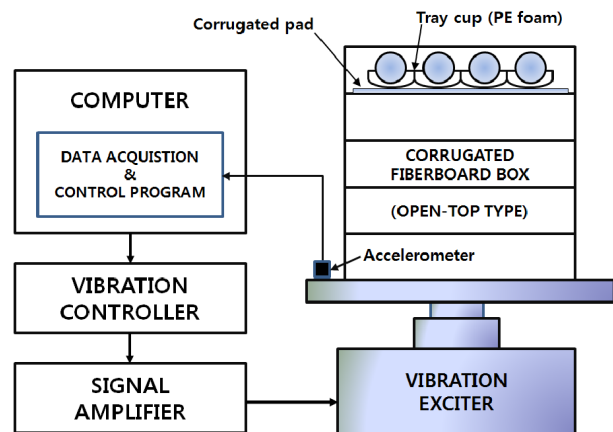 Tray cup (PE foam)
Corrugated pad
COMPUTER
DATA ACQUISTION
&
CONTROL PROGRAM
CORRUGATED
FIBERBOARD BOX
(OPEN-TOP TYPE)
Accelerometer
VIBRATION
CONTROLLER
SIGNAL
AMPLIFIER
VIBRATION
EXCITER